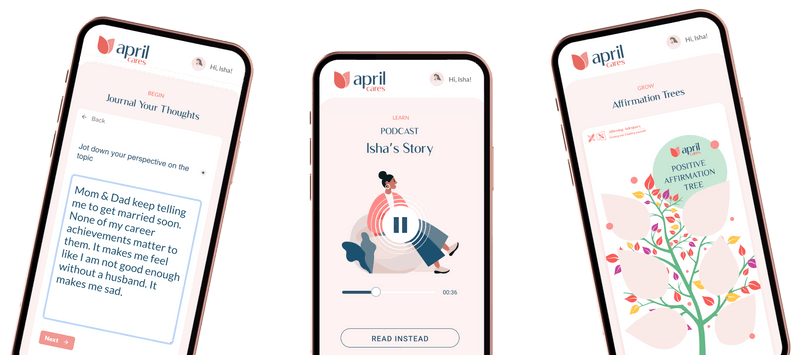 april
cares
Hi, Isha!
BEGIN
Journal Your Thoughts
← Back
Jot down your perspective on the
topic
Mom & Dad keep telling
me to get married soon.
None of my career
achievements matter to
them. It makes me feel
like I am not good enough
without a husband. It
makes me sad.
Next →
april
cares
Hi, Isha!
LEARN
PODCAST
Isha's Story
00:36
READ INSTEAD
april
cares
Hi, Isha!
GROW
Affirmation Trees
april
cares
POSITIVE
AFFIRMATION
TREE